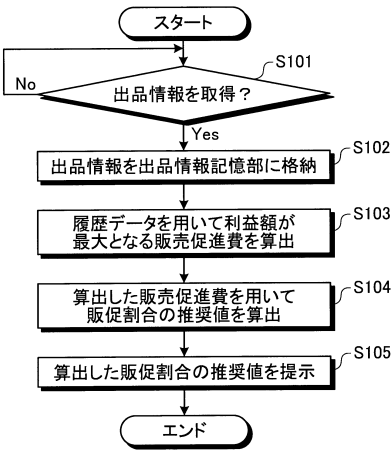 スタート
S101
No
出品情報を取得？
Yes
S102
出品情報を出品情報記憶部に格納
S103
履歴データを用いて利益額が
最大となる販売促進費を算出
S104
算出した販売促進費を用いて
販促割合の推奨値を算出
S105
算出した販促割合の推奨値を提示
エンド